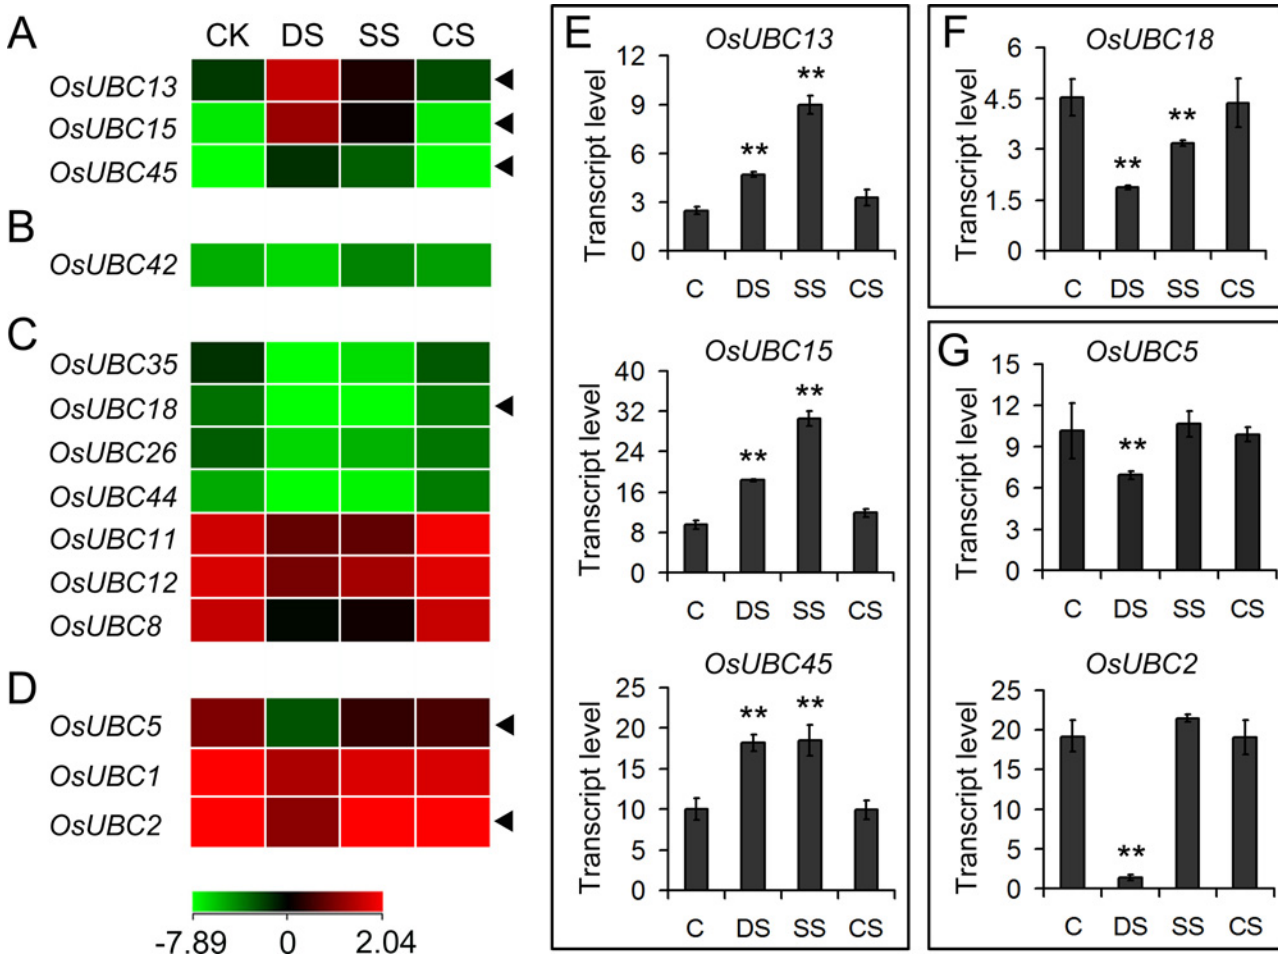 A
CK DS SS CS
OsUBC13
OsUBC15
OsUBC45
B
OsUBC42
C
OsUBC35
OsUBC18
OsUBC26
OsUBC44
OsUBC11
OsUBC12
OsUBC8
D
OsUBC5
OsUBC1
OsUBC2
-7.89 0 2.04
E
OsUBC13
Transcript level
12
9
6
3
0
**
**
C DS SS CS
OsUBC15
Transcript level
40
32
24
16
8
0
**
**
C DS SS CS
OsUBC45
Transcript level
25
20
15
10
5
0
** **
C DS SS CS
F
OsUBC18
Transcript level
6
4.5
3
1.5
0
**
**
C DS SS CS
G
OsUBC5
Transcript level
15
12
9
6
3
0
**
C DS SS CS
OsUBC2
Transcript level
25
20
15
10
5
0
**
C DS SS CS